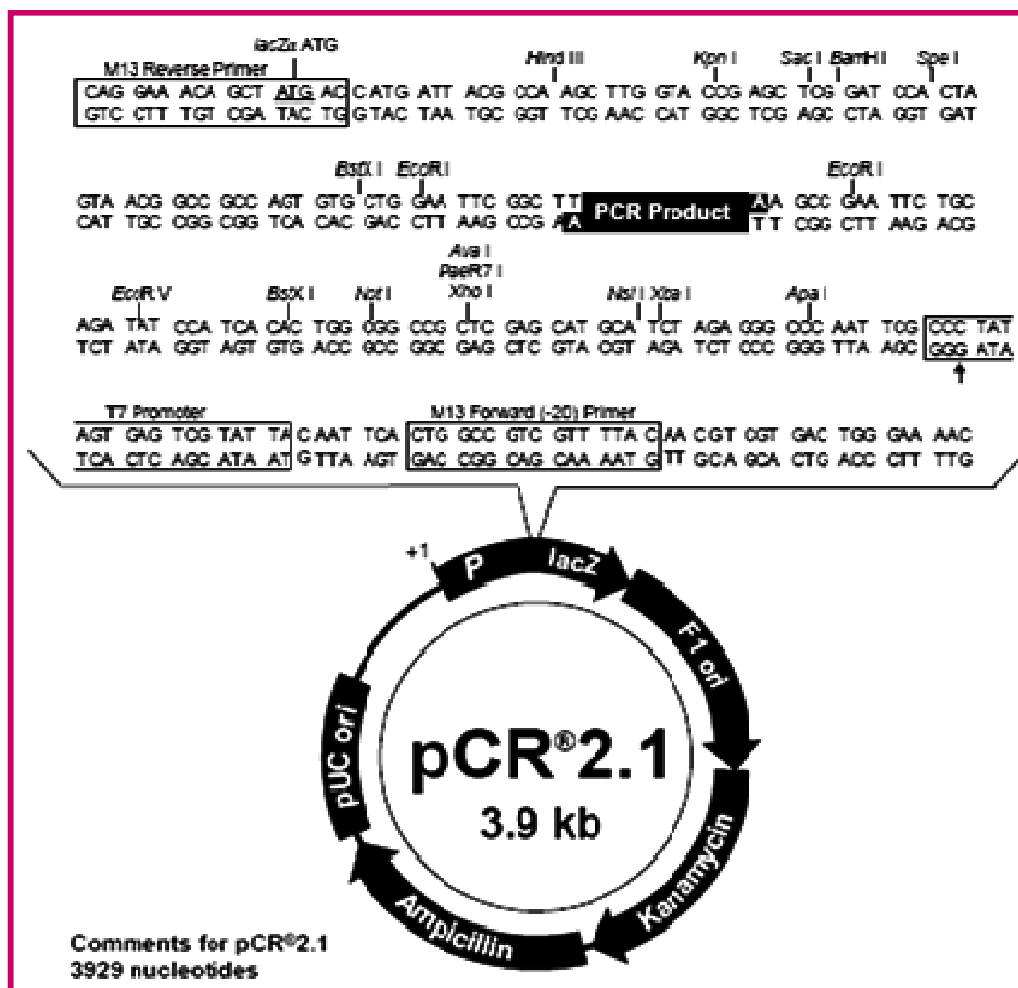 lacZα ATG
M13 Reverse Primer
Hind III Kpn I Sac I BamH I Spe I
CAG GAA ACA GCT ATG AC CATG ATT ACG CCA AGC TTG GTA CCG AGC TCG GAT CCA CTA
GTC CTT TGT CGA TAC TG GTAC TAA TGC GGT TCG AAC CAT GGC TCG AGC CTA GGT GAT
BstX I EcoR I EcoR I
GTA ACG GCC GCC AGT GTG CTG GAA TTC GGC TT PCR Product A A GCC GAA TTC TGC
CAT TGC CGG CGG TCA CAC GAC CTT AAG CCG AA TT CGG CTT AAG ACG
Ava I
PaeR7 I
EcoR V BstX I Not I Xho I Nsi I Xba I Apa I
AGA TAT CCA TCA CAC TGG CGG CCG CTC GAG CAT GCA TCT AGA GGG CCC AAT TCG CCC TAT
TCT ATA GGT AGT GTG ACC GCC GGC GAG CTC GTA CGT AGA TCT CCC GGG TTA AGC GGG ATA
T7 Promoter M13 Forward (-20) Primer
AGT GAG TCG TAT TA C AAT TCA CTG GCC GTC GTT TTA C AA CGT CGT GAC TGG GAA AAC
TCA CTC AGC ATA AT G TTA AGT GAC CGG CAG CAA AAT G TT GCA GCA CTG ACC CTT TTG
+1
P lacZ
F1 ori
pUC ori
pCR®2.1
3.9 kb
Kanamycin
Ampicillin
Comments for pCR®2.1
3929 nucleotides